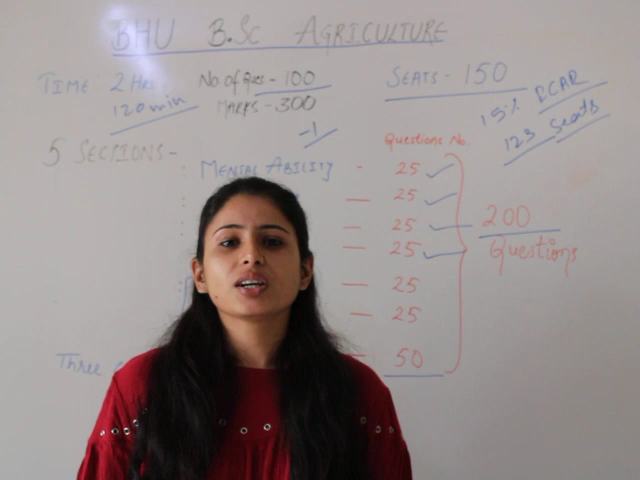 BHU B.Sc AGRICULTURE
TIME: 2 Hrs No. of Ques - 100 SEATS - 150
120 min MARKS - 300 15% ICAR
-1 123 Seats
5 SECTIONS - Questions No.
: MENTAL ABILITY - 25
: — 25
: — 25 200
: — 25 Questions
— 25
— 25
Three — 50